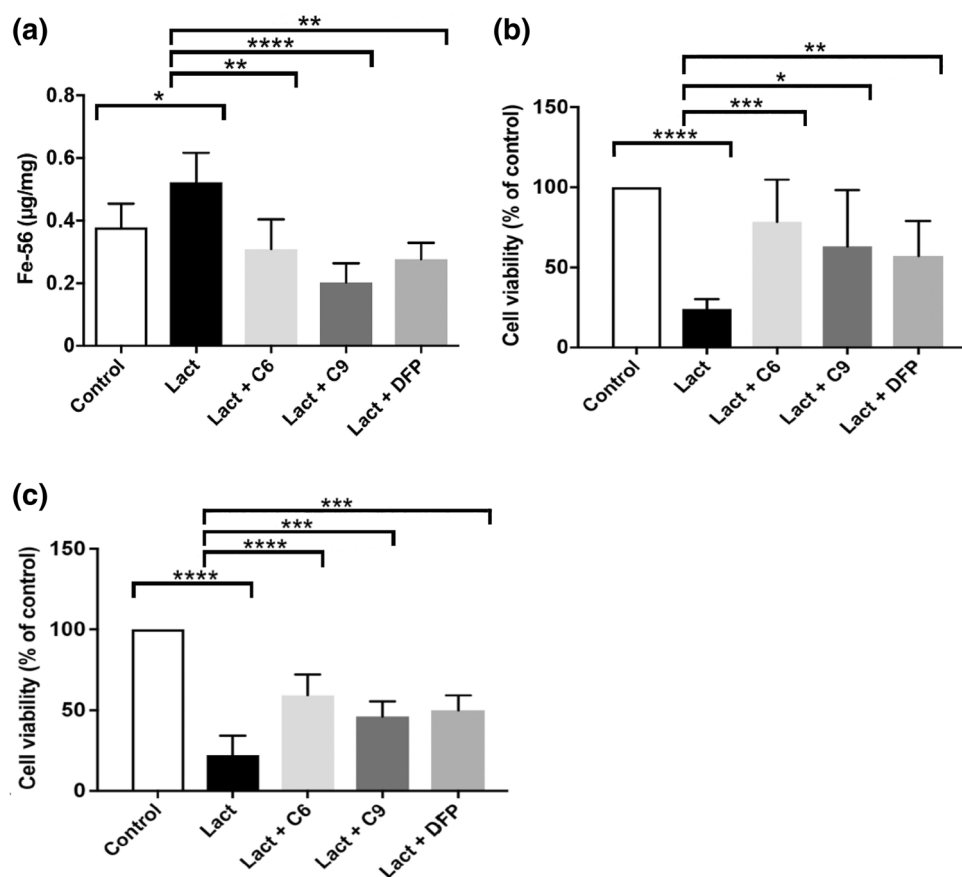 (a)
**
****
**
*
Fe-56 (µg/mg)
0.8
0.6
0.4
0.2
0
Control
Lact
Lact + C6
Lact + C9
Lact + DFP
(b)
**
*
***
****
Cell viability (% of control)
150
100
50
0
Control
Lact
Lact + C6
Lact + C9
Lact + DFP
(c)
***
***
****
****
Cell viability (% of control)
150
100
50
0
Control
Lact
Lact + C6
Lact + C9
Lact + DFP